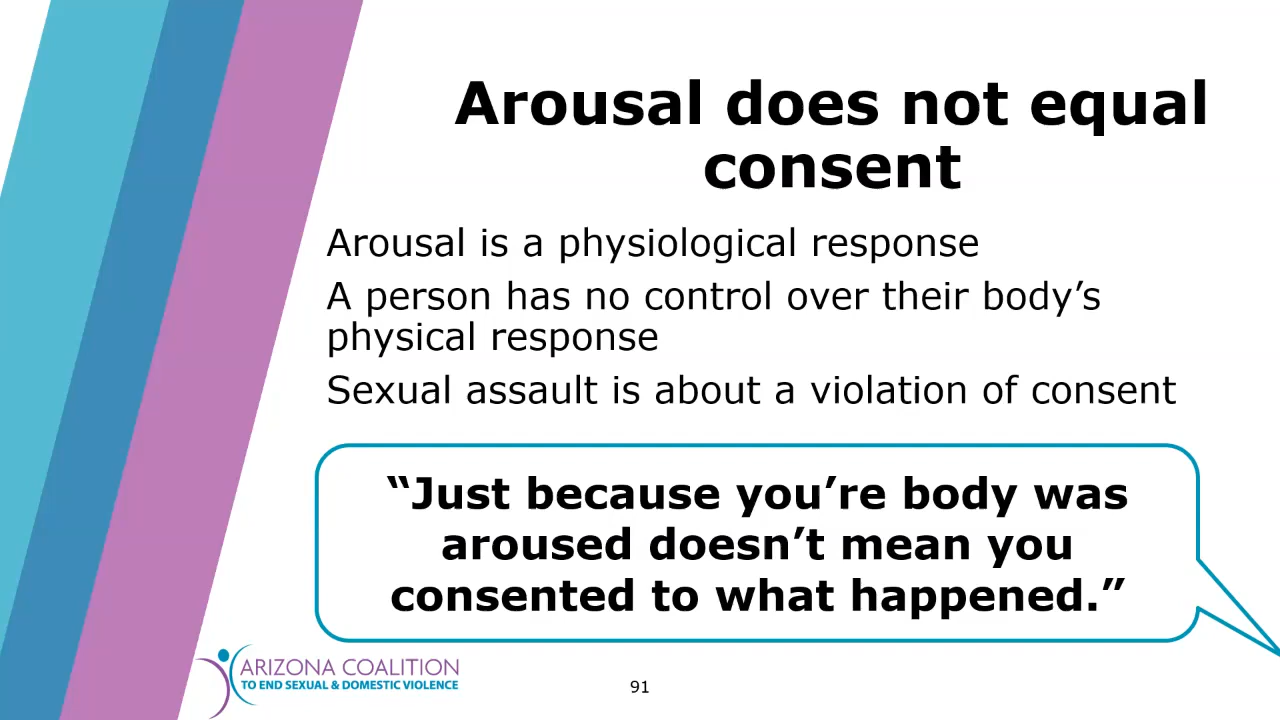 Arousal does not equal
consent
Arousal is a physiological response
A person has no control over their body’s
physical response
Sexual assault is about a violation of consent
“Just because you’re body was
aroused doesn’t mean you
consented to what happened.”
ARIZONA COALITION
TO END SEXUAL & DOMESTIC VIOLENCE
91